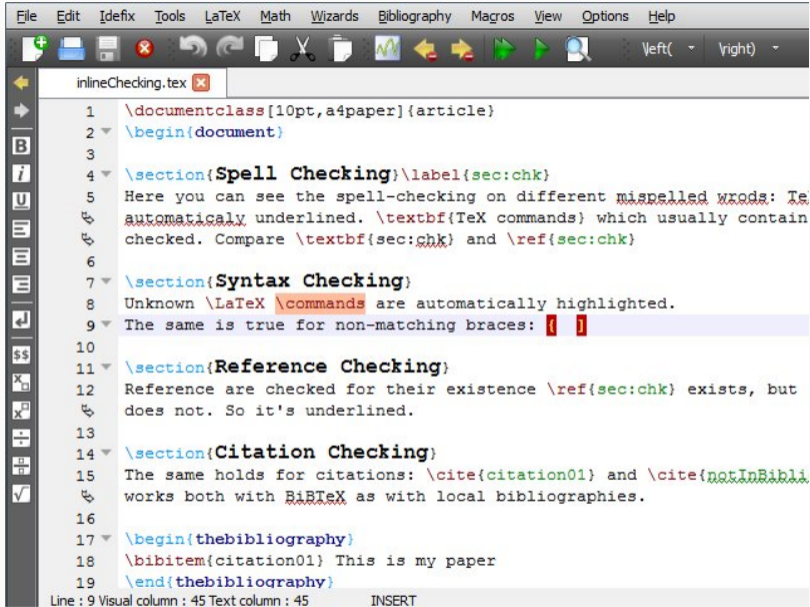 File Edit Idefix Tools LaTeX Math Wizards Bibliography Macros View Options Help
\left( \right)
inlineChecking.tex
1 \documentclass[10pt,a4paper]{article}
2 \begin{document}
3
4 \section{Spell Checking}\label{sec:chk}
5 Here you can see the spell-checking on different mispelled wrods: Te
automaticaly underlined. \textbf{TeX commands} which usually contain
checked. Compare \textbf{sec:chk} and \ref{sec:chk}
6
7 \section{Syntax Checking}
8 Unknown \LaTeX \commands are automatically highlighted.
9 The same is true for non-matching braces: { ]
10
11 \section{Reference Checking}
12 Reference are checked for their existence \ref{sec:chk} exists, but
does not. So it's underlined.
13
14 \section{Citation Checking}
15 The same holds for citations: \cite{citation01} and \cite{notInBibli
works both with BiBTeX as with local bibliographies.
16
17 \begin{thebibliography}
18 \bibitem{citation01} This is my paper
19 \end{thebibliography}
Line : 9 Visual column : 45 Text column : 45 INSERT